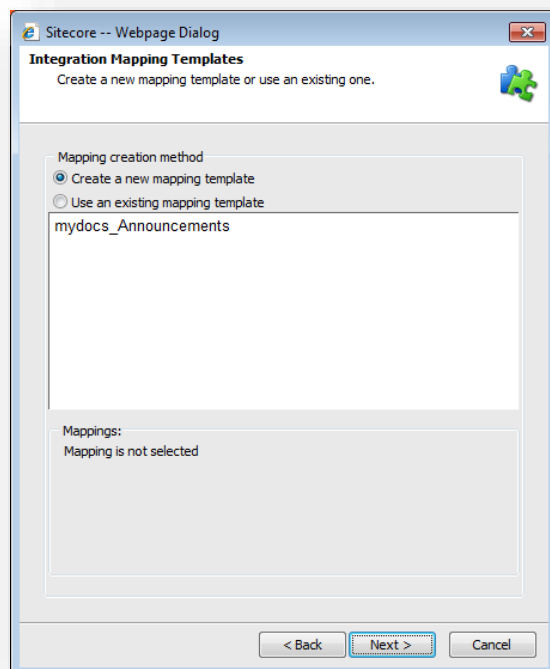 Sitecore -- Webpage Dialog
Integration Mapping Templates
Create a new mapping template or use an existing one.
Mapping creation method
Create a new mapping template
Use an existing mapping template
mydocs_Announcements
Mappings:
Mapping is not selected
< Back
Next >
Cancel